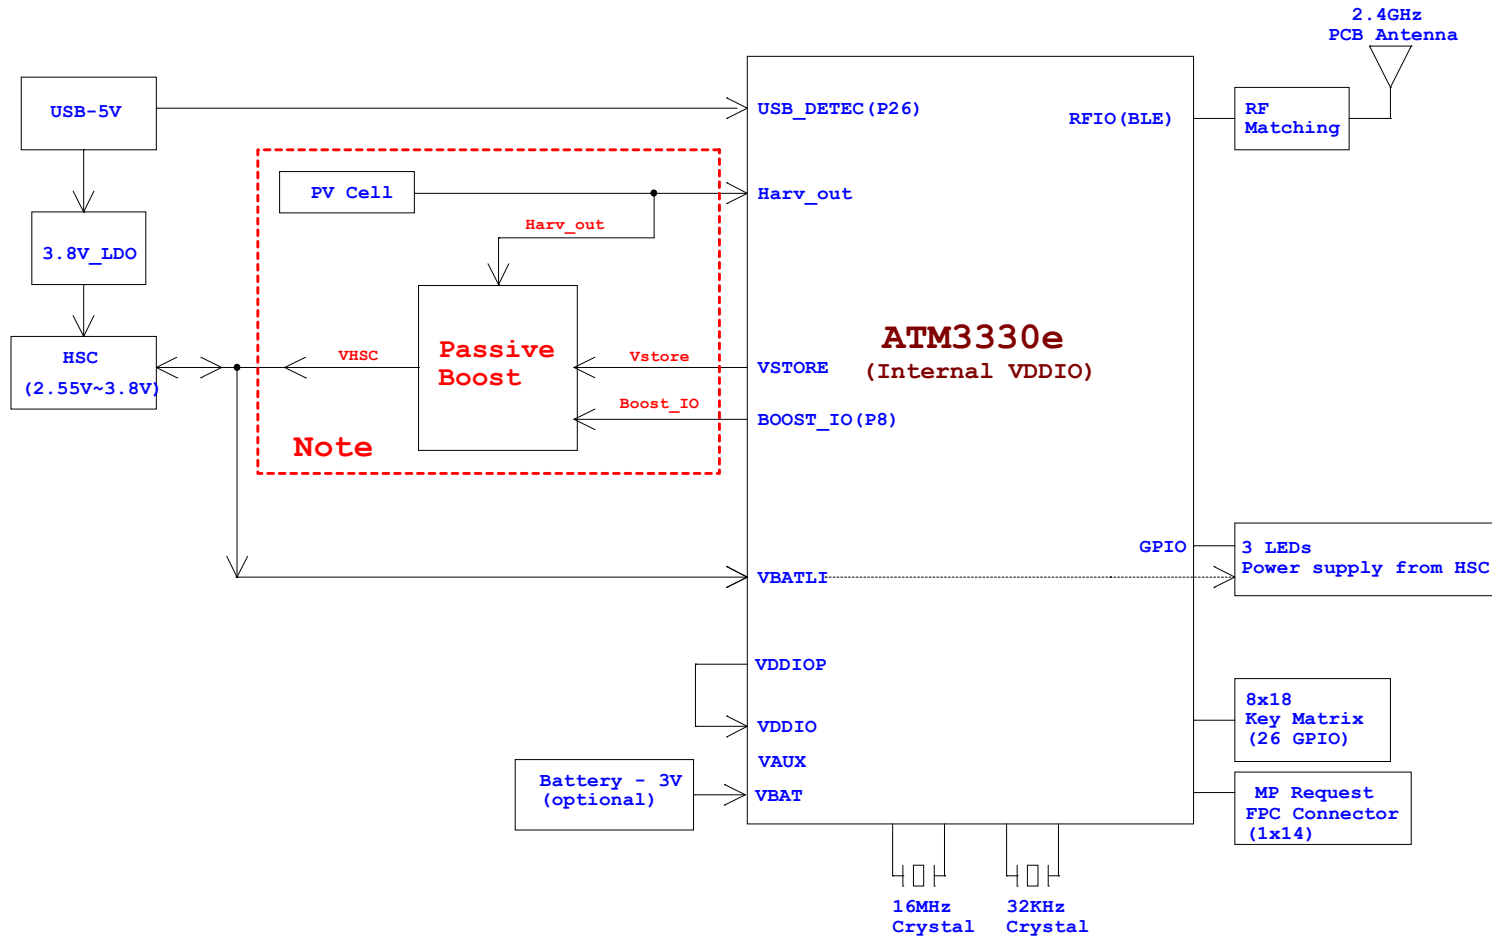 2.4GHz
PCB Antenna
USB-5V
USB_DETEC(P26)
RFIO(BLE)
RF
Matching
PV Cell
Harv_out
Harv_out
3.8V_LDO
ATM3330e
(Internal VDDIO)
HSC
(2.55V~3.8V)
VHSC
Passive
Boost
Vstore
VSTORE
Boost_IO
BOOST_IO(P8)
Note
GPIO
3 LEDs
Power supply from HSC
VBATLI
VDDIOP
VDDIO
VAUX
VBAT
Battery - 3V
(optional)
8x18
Key Matrix
(26 GPIO)
MP Request
FPC Connector
(1x14)
16MHz
Crystal
32KHz
Crystal